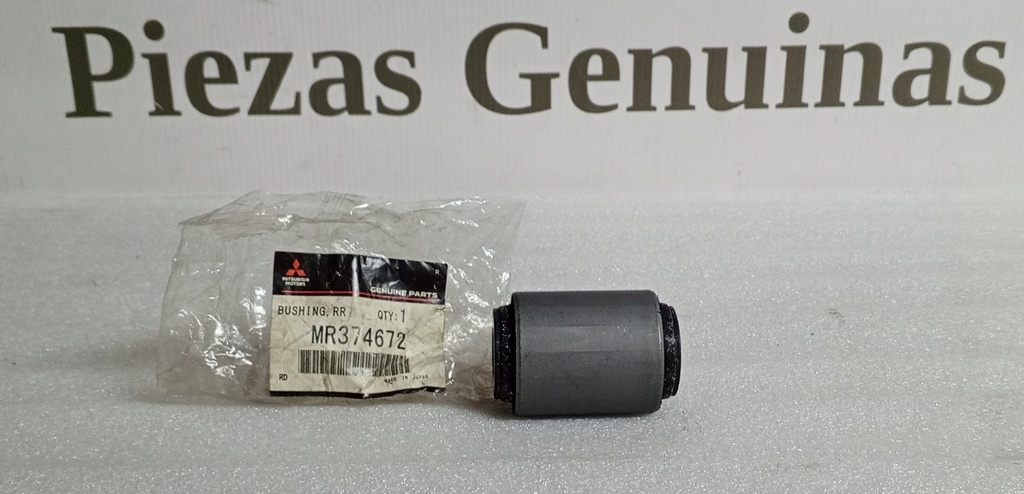 Piezas Genuinas
MITSUBISHI
MOTORS
R
GENUINE PARTS
BUSHING,RR QTY:1
MR374672
RD MADE IN JAPAN